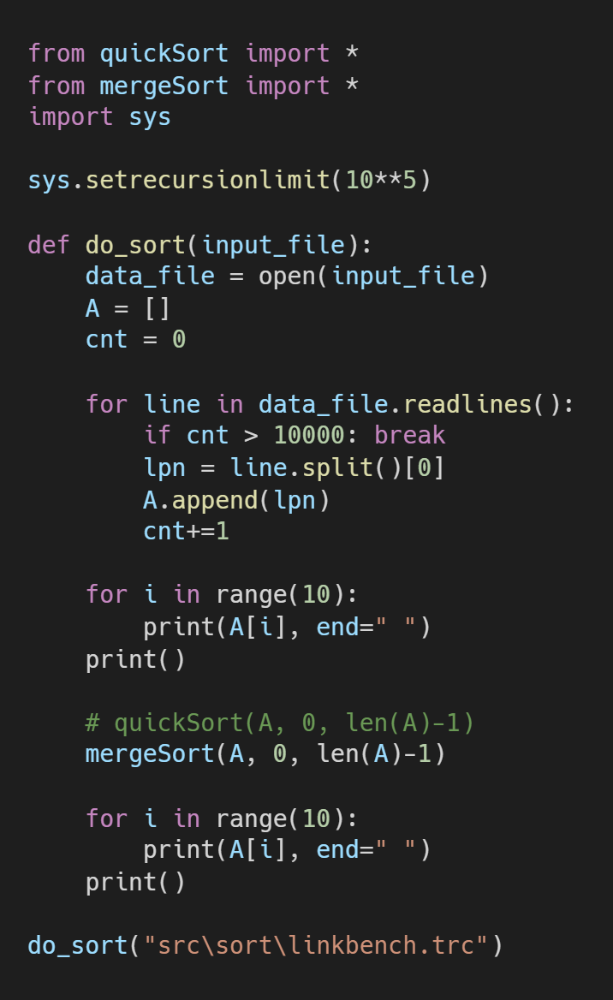 from quickSort import *
from mergeSort import *
import sys

sys.setrecursionlimit(10**5)

def do_sort(input_file):
    data_file = open(input_file)
    A = []
    cnt = 0

    for line in data_file.readlines():
        if cnt > 10000: break
        lpn = line.split()[0]
        A.append(lpn)
        cnt+=1

    for i in range(10):
        print(A[i], end=" ")
    print()

    # quickSort(A, 0, len(A)-1)
    mergeSort(A, 0, len(A)-1)

    for i in range(10):
        print(A[i], end=" ")
    print()

do_sort("src\sort\linkbench.trc")